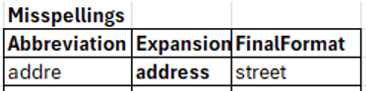 Misspellings
Abbreviation Expansion FinalFormat
addre address street